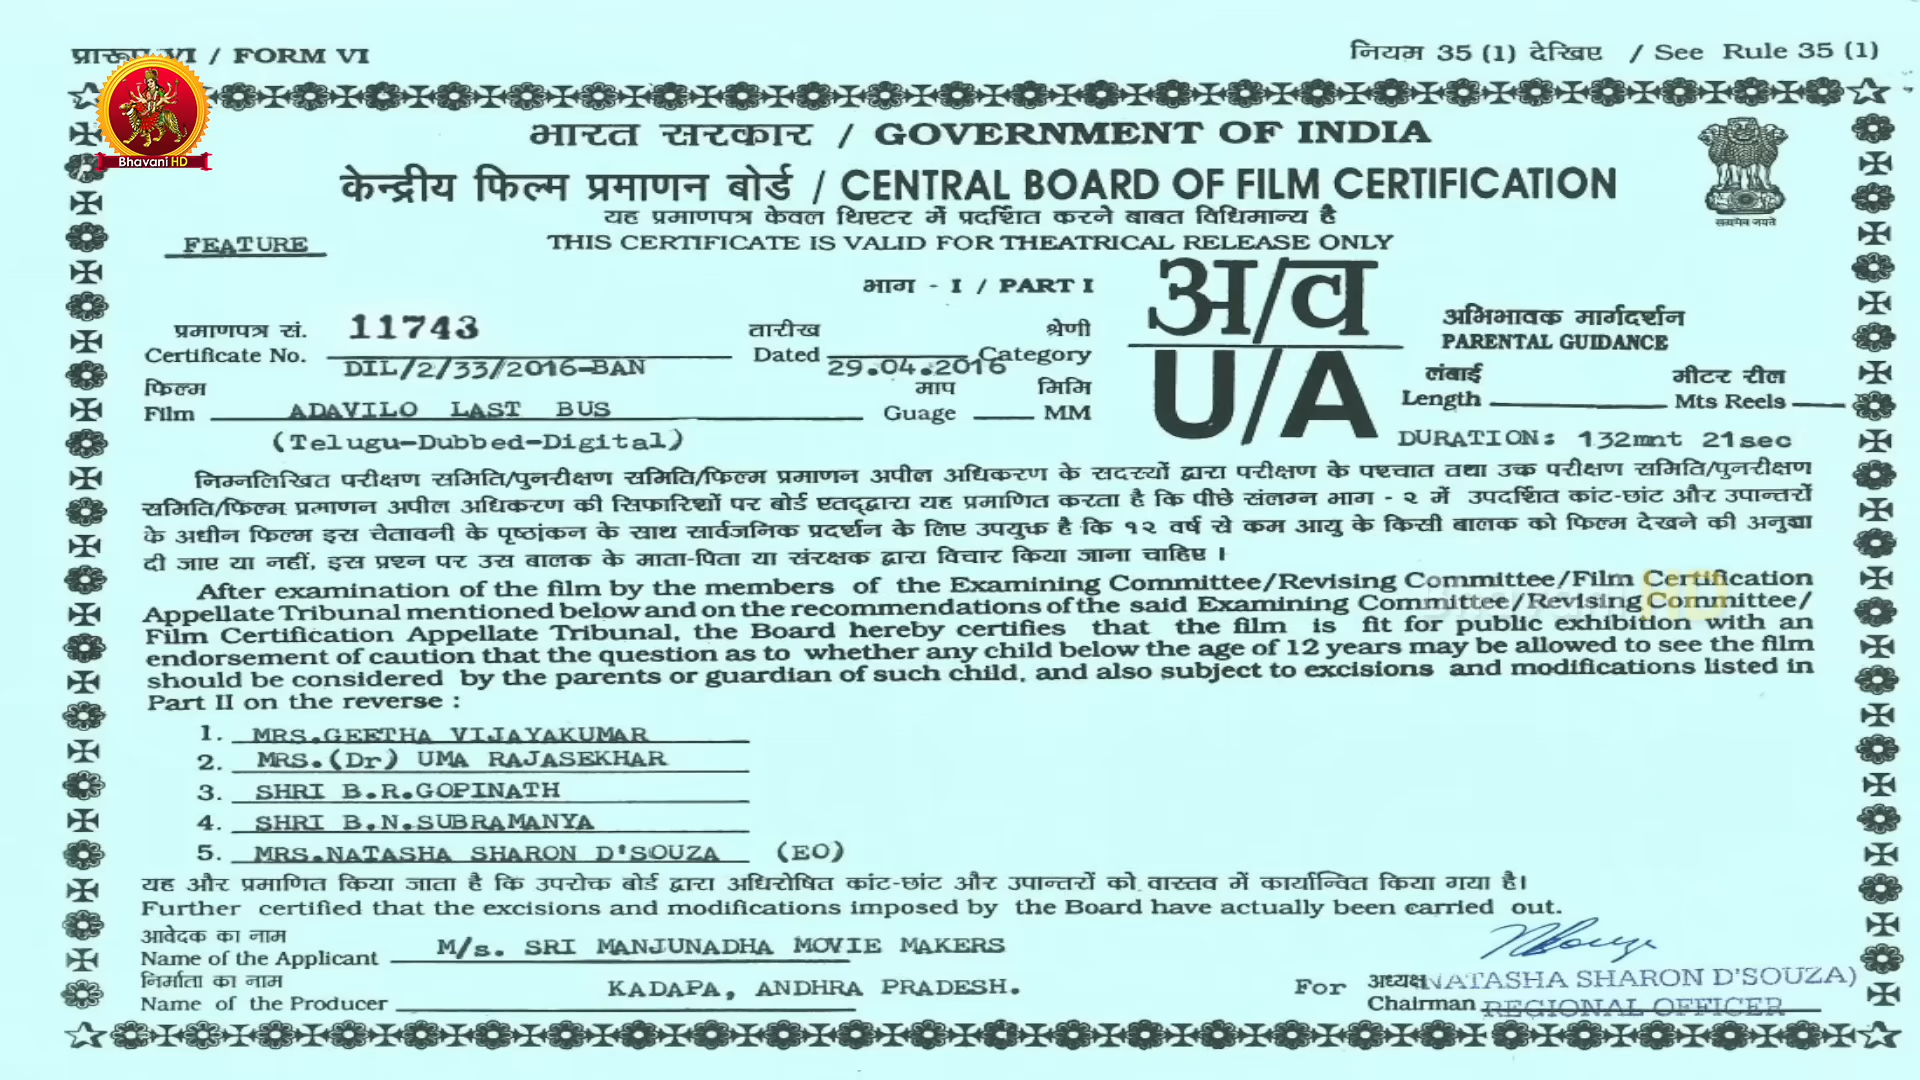 प्रारूप VI / FORM VI
नियम 35 (1) देखिए / See Rule 35 (1)
Bhavani HD
भारत सरकार / GOVERNMENT OF INDIA
केन्द्रीय फिल्म प्रमाणन बोर्ड / CENTRAL BOARD OF FILM CERTIFICATION
यह प्रमाणपत्र केवल थिएटर में प्रदर्शित करने बाबत विधिमान्य है
सत्यमेव जयते
FEATURE
THIS CERTIFICATE IS VALID FOR THEATRICAL RELEASE ONLY
भाग - I / PART I
अ/व
U/A
अभिभावक मार्गदर्शन
PARENTAL GUIDANCE
प्रमाणपत्र सं. 11743 तारीख श्रेणी
Certificate No. DIL/2/33/2016-BAN Dated 29.04.2016 Category
फिल्म माप मिमि लंबाई मीटर रील
Film ADAVILO LAST BUS Guage MM Length Mts Reels
(Telugu-Dubbed-Digital) DURATION: 132mnt 21sec
निम्नलिखित परीक्षण समिति/पुनरीक्षण समिति/फिल्म प्रमाणन अपील अधिकरण के सदस्यों द्वारा परीक्षण के पश्चात तथा उक्त परीक्षण समिति/पुनरीक्षण
समिति/फिल्म प्रमाणन अपील अधिकरण की सिफारिशों पर बोर्ड एतद्द्वारा यह प्रमाणित करता है कि पीछे संलग्न भाग - २ में उपदर्शित कांट-छांट और उपान्तरों
के अधीन फिल्म इस चेतावनी के पृष्ठांकन के साथ सार्वजनिक प्रदर्शन के लिए उपयुक्त है कि १२ वर्ष से कम आयु के किसी बालक को फिल्म देखने की अनुज्ञा
दी जाए या नहीं, इस प्रश्न पर उस बालक के माता-पिता या संरक्षक द्वारा विचार किया जाना चाहिए ।
After examination of the film by the members of the Examining Committee/Revising Committee/Film Certification
Appellate Tribunal mentioned below and on the recommendations of the said Examining Committee/Revising Committee/
Film Certification Appellate Tribunal, the Board hereby certifies that the film is fit for public exhibition with an
endorsement of caution that the question as to whether any child below the age of 12 years may be allowed to see the film
should be considered by the parents or guardian of such child, and also subject to excisions and modifications listed in
Part II on the reverse :
1. MRS.GEETHA VIJAYAKUMAR
2. MRS.(Dr) UMA RAJASEKHAR
3. SHRI B.R.GOPINATH
4. SHRI B.N.SUBRAMANYA
5. MRS.NATASHA SHARON D'SOUZA (EO)
यह और प्रमाणित किया जाता है कि उपरोक्त बोर्ड द्वारा अधिरोषित कांट-छांट और उपान्तरों को वास्तव में कार्यान्वित किया गया है।
Further certified that the excisions and modifications imposed by the Board have actually been carried out.
आवेदक का नाम
Name of the Applicant M/s. SRI MANJUNADHA MOVIE MAKERS
निर्माता का नाम
Name of the Producer KADAPA, ANDHRA PRADESH.
For अध्यक्ष NATASHA SHARON D'SOUZA)
Chairman REGIONAL OFFICER